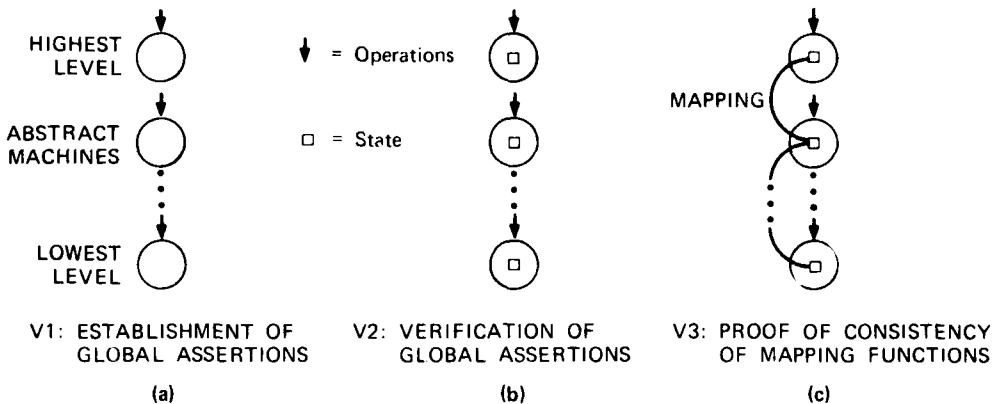 HIGHEST
LEVEL
= Operations
MAPPING
ABSTRACT
MACHINES
= State
LOWEST
LEVEL
V1: ESTABLISHMENT OF
GLOBAL ASSERTIONS
(a)
V2: VERIFICATION OF
GLOBAL ASSERTIONS
(b)
V3: PROOF OF CONSISTENCY
OF MAPPING FUNCTIONS
(c)